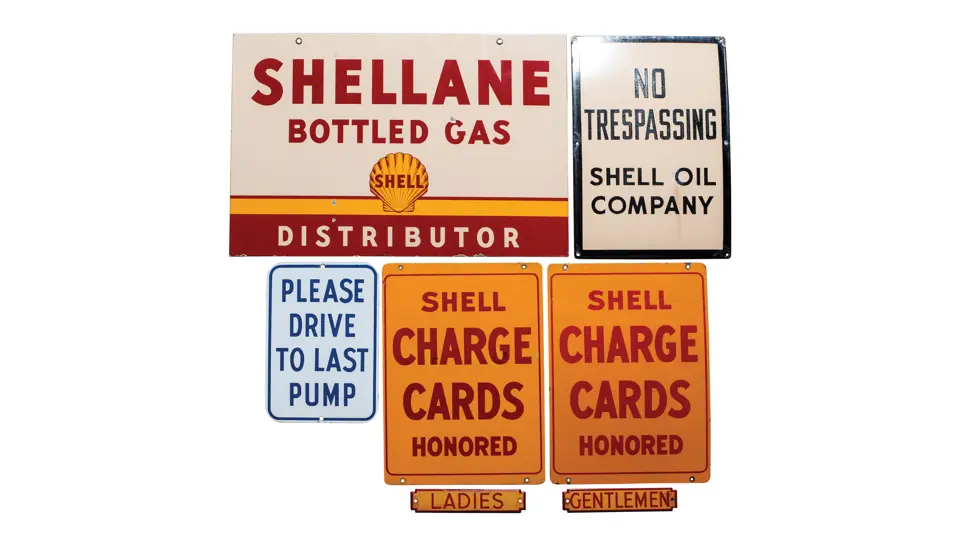 SHELLANE
BOTTLED GAS
SHELL
DISTRIBUTOR
NO
TRESPASSING
SHELL OIL
COMPANY
PLEASE
DRIVE
TO LAST
PUMP
SHELL
CHARGE
CARDS
HONORED
SHELL
CHARGE
CARDS
HONORED
LADIES
GENTLEMEN